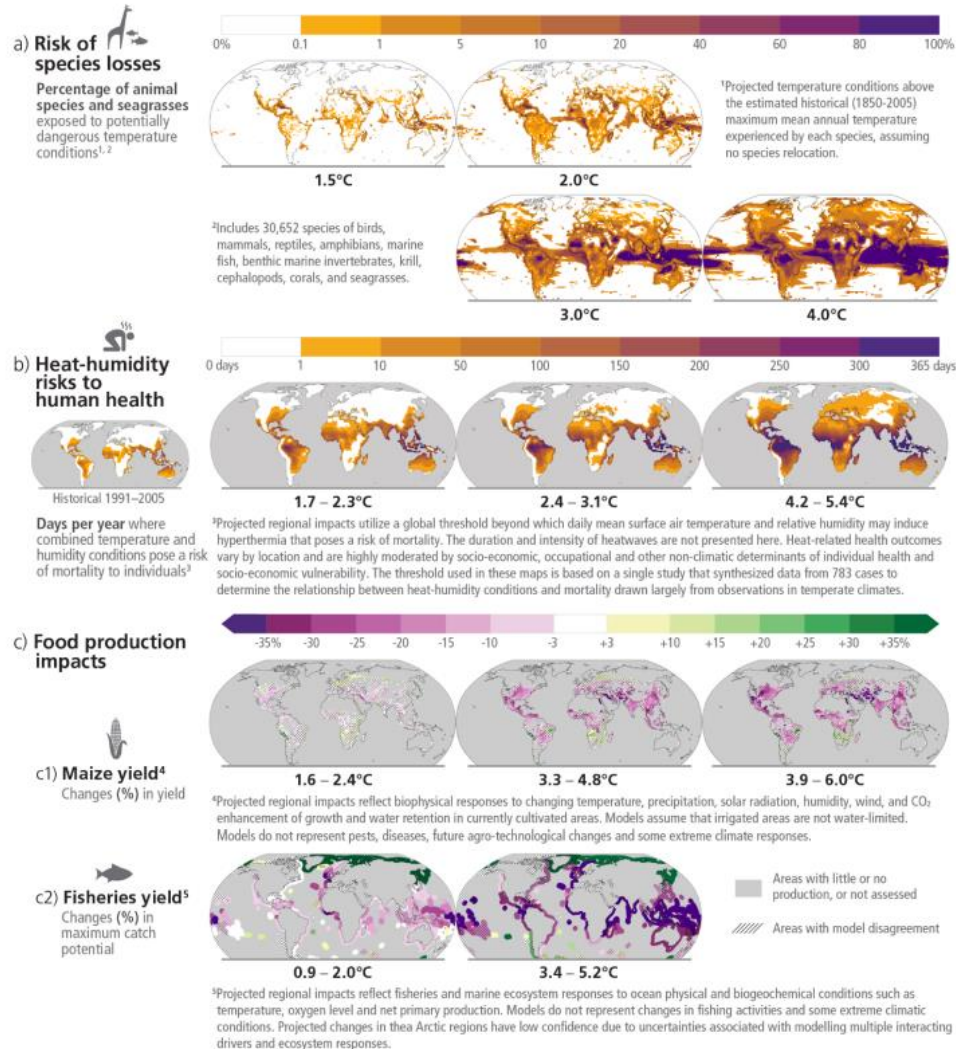 a) Risk of
species losses
Percentage of animal
species and seagrasses
exposed to potentially
dangerous temperature
conditions¹, ²
0% 0.1 1 5 10 20 40 60 80 100%
1.5°C
2.0°C
¹Projected temperature conditions above
the estimated historical (1850-2005)
maximum mean annual temperature
experienced by each species, assuming
no species relocation.
²Includes 30,652 species of birds,
mammals, reptiles, amphibians, marine
fish, benthic marine invertebrates, krill,
cephalopods, corals, and seagrasses.
3.0°C
4.0°C
b) Heat-humidity
risks to
human health
0 days 1 10 50 100 150 200 250 300 365 days
Historical 1991–2005
Days per year where
combined temperature and
humidity conditions pose a risk
of mortality to individuals³
1.7 – 2.3°C
2.4 – 3.1°C
4.2 – 5.4°C
³Projected regional impacts utilize a global threshold beyond which daily mean surface air temperature and relative humidity may induce
hyperthermia that poses a risk of mortality. The duration and intensity of heatwaves are not presented here. Heat-related health outcomes
vary by location and are highly moderated by socio-economic, occupational and other non-climatic determinants of individual health and
socio-economic vulnerability. The threshold used in these maps is based on a single study that synthesized data from 783 cases to
determine the relationship between heat-humidity conditions and mortality drawn largely from observations in temperate climates.
c) Food production
impacts
-35% -30 -25 -20 -15 -10 -3 +3 +10 +15 +20 +25 +30 +35%
c1) Maize yield⁴
Changes (%) in yield
1.6 – 2.4°C
3.3 – 4.8°C
3.9 – 6.0°C
⁴Projected regional impacts reflect biophysical responses to changing temperature, precipitation, solar radiation, humidity, wind, and CO₂
enhancement of growth and water retention in currently cultivated areas. Models assume that irrigated areas are not water-limited.
Models do not represent pests, diseases, future agro-technological changes and some extreme climate responses.
c2) Fisheries yield⁵
Changes (%) in
maximum catch
potential
0.9 – 2.0°C
3.4 – 5.2°C
Areas with little or no
production, or not assessed
Areas with model disagreement
⁵Projected regional impacts reflect fisheries and marine ecosystem responses to ocean physical and biogeochemical conditions such as
temperature, oxygen level and net primary production. Models do not represent changes in fishing activities and some extreme climatic
conditions. Projected changes in thea Arctic regions have low confidence due to uncertainties associated with modelling multiple interacting
drivers and ecosystem responses.